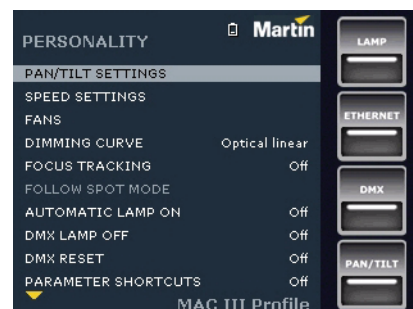 PERSONALITY
Martin
PAN/TILT SETTINGS
SPEED SETTINGS
FANS
DIMMING CURVE Optical linear
FOCUS TRACKING Off
FOLLOW SPOT MODE
AUTOMATIC LAMP ON Off
DMX LAMP OFF Off
DMX RESET Off
PARAMETER SHORTCUTS Off
MAC III Profile
LAMP
ETHERNET
DMX
PAN/TILT